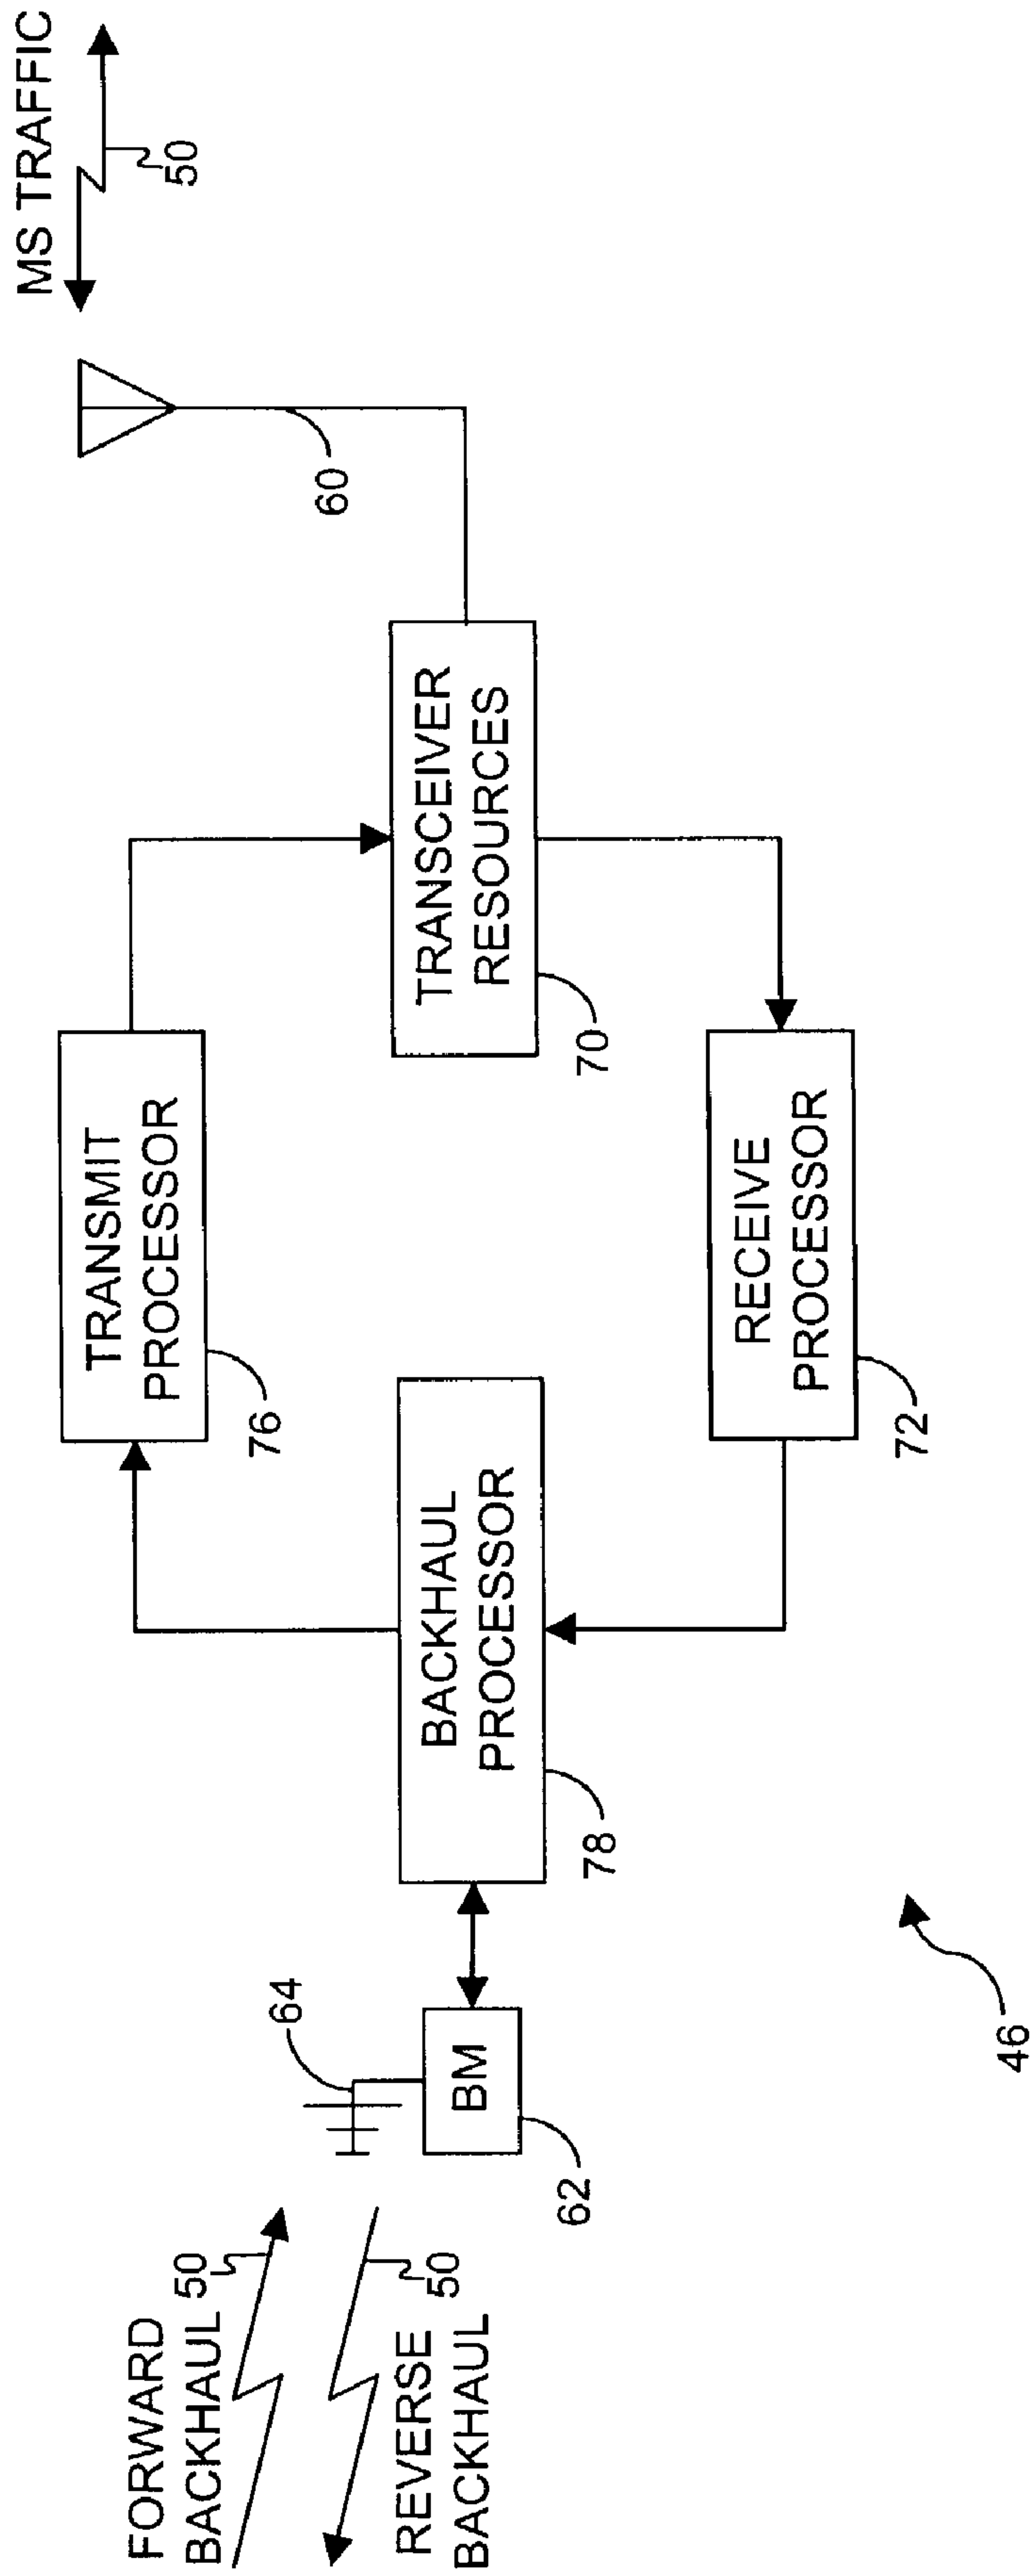 MS TRAFFIC
50
60
TRANSMIT
PROCESSOR
76
TRANSCEIVER
RESOURCES
70
BACKHAUL
PROCESSOR
78
RECEIVE
PROCESSOR
72
64
BM
62
FORWARD
BACKHAUL
50
50
REVERSE
BACKHAUL
46